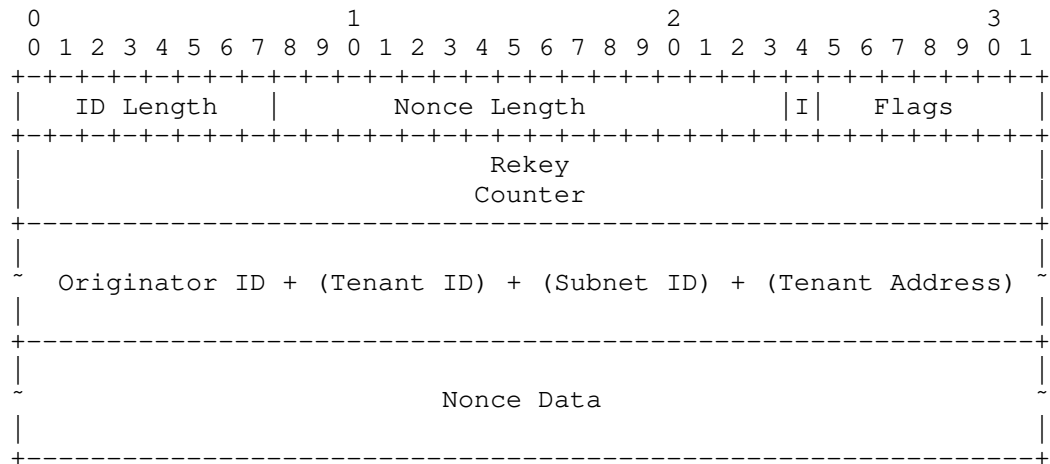 0                   1                   2                   3
0 1 2 3 4 5 6 7 8 9 0 1 2 3 4 5 6 7 8 9 0 1 2 3 4 5 6 7 8 9 0 1
+-+-+-+-+-+-+-+-+-+-+-+-+-+-+-+-+-+-+-+-+-+-+-+-+-+-+-+-+-+-+-+-+
|   ID Length   |       Nonce Length            |I|   Flags     |
+-+-+-+-+-+-+-+-+-+-+-+-+-+-+-+-+-+-+-+-+-+-+-+-+-+-+-+-+-+-+-+-+
|                             Rekey                             |
|                            Counter                            |
+---------------------------------------------------------------+
|                                                               |
~  Originator ID + (Tenant ID) + (Subnet ID) + (Tenant Address) ~
|                                                               |
+---------------------------------------------------------------+
|                                                               |
~                          Nonce Data                           ~
|                                                               |
+---------------------------------------------------------------+